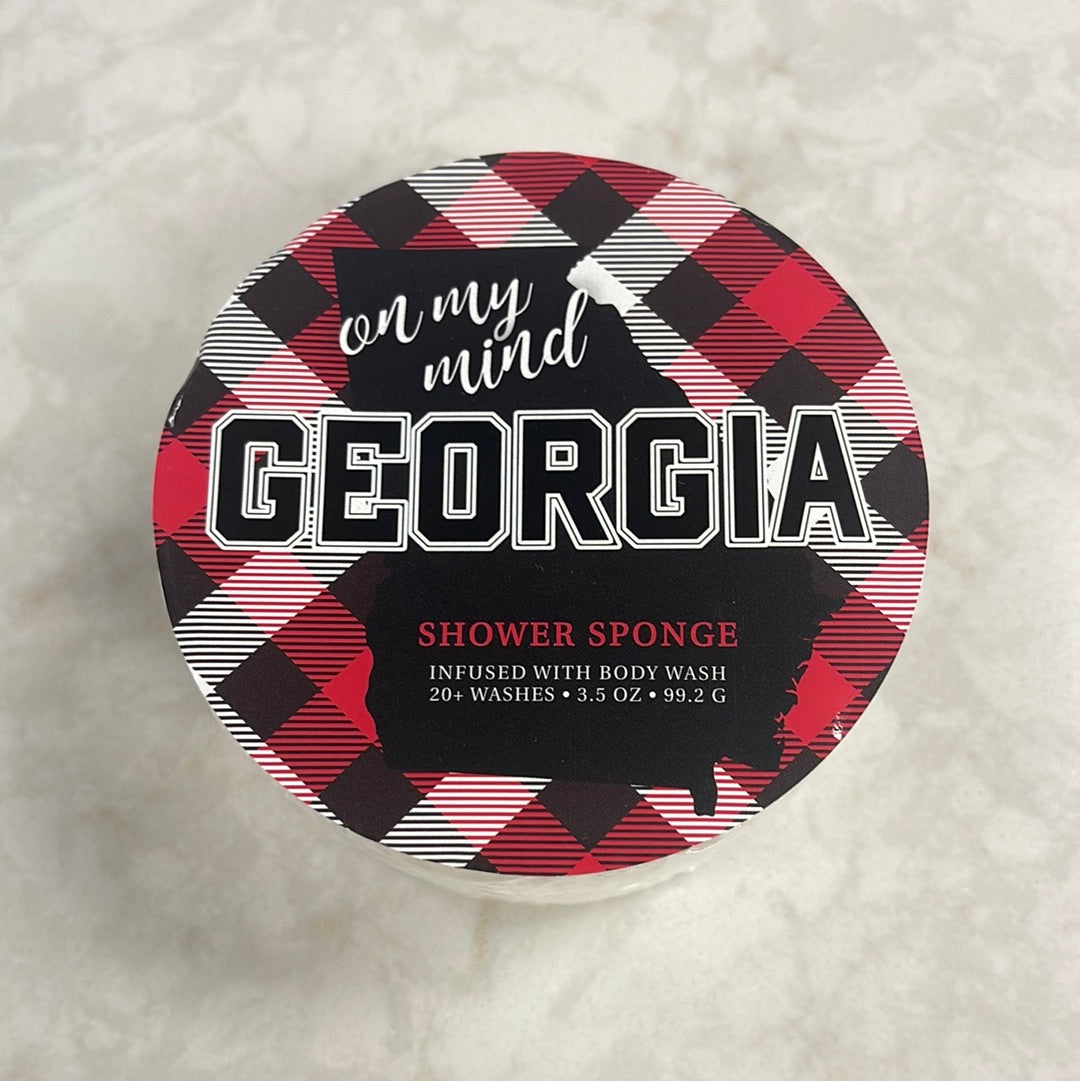 on my
mind
GEORGIA
SHOWER SPONGE
INFUSED WITH BODY WASH
20+ WASHES • 3.5 OZ • 99.2 G